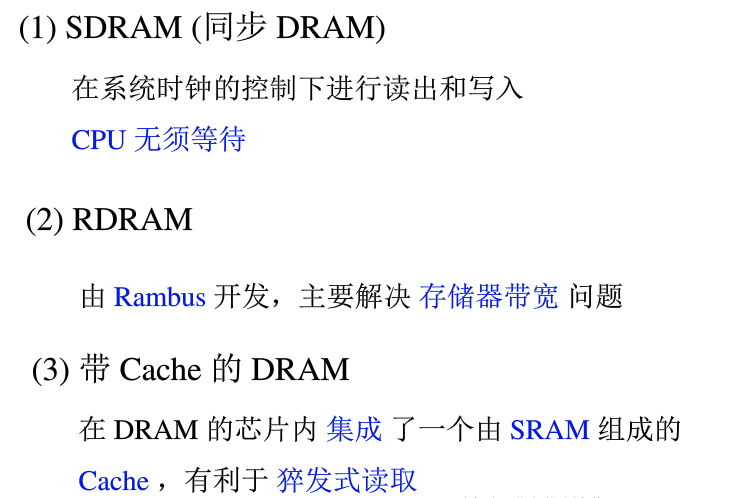 (1) SDRAM (同步 DRAM)
在系统时钟的控制下进行读出和写入
CPU 无须等待
(2) RDRAM
由 Rambus 开发，主要解决 存储器带宽 问题
(3) 带 Cache 的 DRAM
在 DRAM 的芯片内 集成 了一个由 SRAM 组成的
Cache ，有利于 猝发式读取